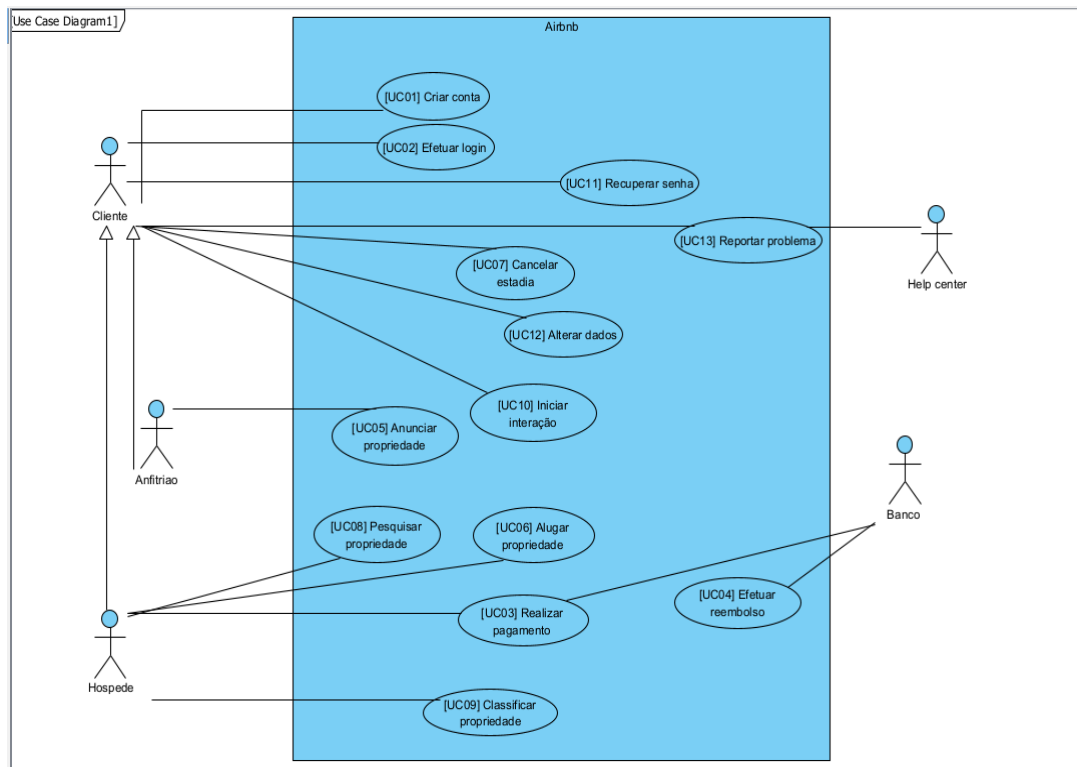 Use Case Diagram1]
Airbnb
[UC01] Criar conta
[UC02] Efetuar login
[UC11] Recuperar senha
Cliente
[UC13] Reportar problema
[UC07] Cancelar
estadia
Help center
[UC12] Alterar dados
[UC10] Iniciar
interação
[UC05] Anunciar
propriedade
Anfitriao
Banco
[UC08] Pesquisar
propriedade
[UC06] Alugar
propriedade
[UC04] Efetuar
reembolso
[UC03] Realizar
pagamento
Hospede
[UC09] Classificar
propriedade